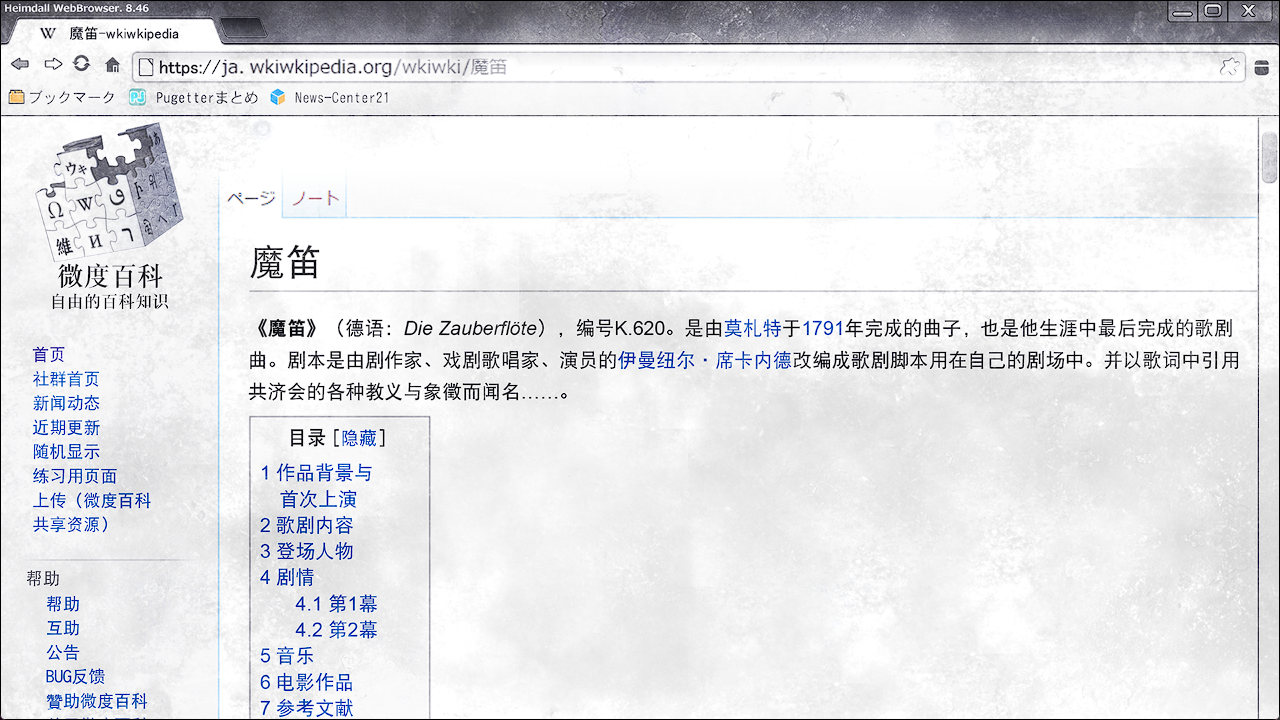 Heimdall WebBrowser. 8.46
W 魔笛-wkiwkipedia
https://ja. wkiwkipedia.org/wkiwki/魔笛
ブックマーク Pugetterまとめ News-Center21
微度百科
自由的百科知识
首页
社群首页
新闻动态
近期更新
随机显示
练习用页面
上传（微度百科
共享资源）
帮助
帮助
互助
公告
BUG反馈
贊助微度百科
ページ ノート
魔笛
《魔笛》（德语：Die Zauberflöte），编号K.620。是由莫札特于1791年完成的曲子，也是他生涯中最后完成的歌剧
曲。剧本是由剧作家、戏剧歌唱家、演员的伊曼纽尔·席卡内德改编成歌剧脚本用在自己的剧场中。并以歌词中引用
共济会的各种教义与象徵而闻名……。
目录 [隐藏]
1 作品背景与
首次上演
2 歌剧内容
3 登场人物
4 剧情
4.1 第1幕
4.2 第2幕
5 音乐
6 电影作品
7 参考文献